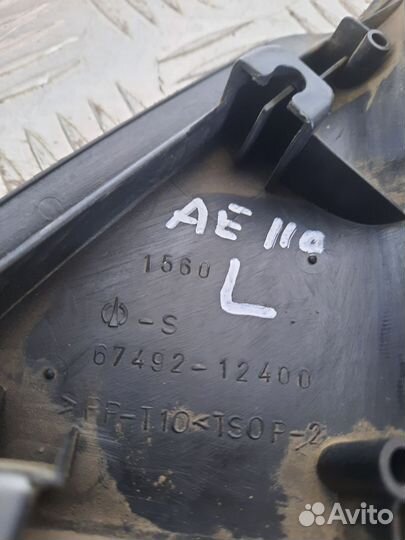 AE 110
1560 L
-S
67492-12400
>PP-T10<TSOP-2
Avito